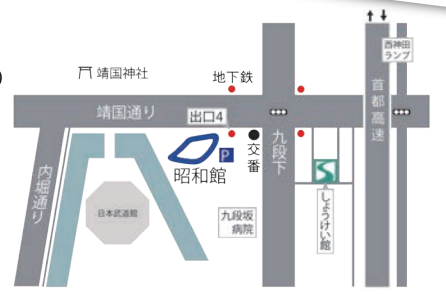 西神田
ランプ
靖国神社
地下鉄
首都高速
靖国通り
出口4
内堀通り
交番
九段下
P
昭和館
日本武道館
九段坂
病院
しょうけい館